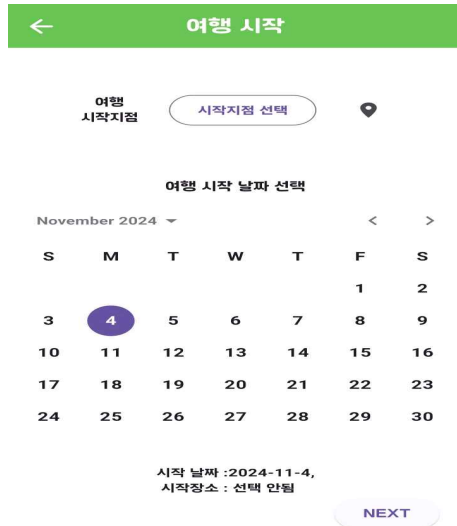 여행 시작
여행
시작지점
시작지점 선택
여행 시작 날짜 선택
November 2024
S M T W T F S
1 2
3 4 5 6 7 8 9
10 11 12 13 14 15 16
17 18 19 20 21 22 23
24 25 26 27 28 29 30
시작 날짜 :2024-11-4,
시작장소 : 선택 안됨
NEXT